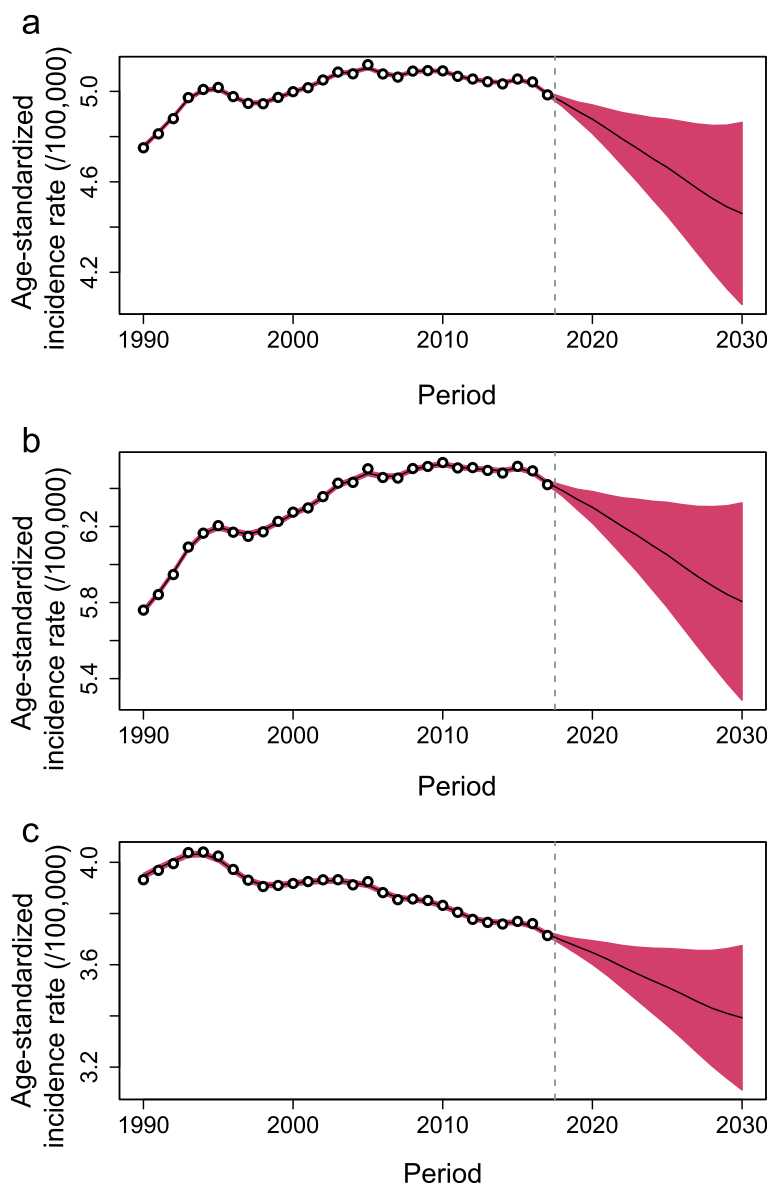 a
Age-standardized
incidence rate (/100,000)
5.0
4.6
4.2
1990 2000 2010 2020 2030
Period
b
Age-standardized
incidence rate (/100,000)
6.2
5.8
5.4
1990 2000 2010 2020 2030
Period
c
Age-standardized
incidence rate (/100,000)
4.0
3.6
3.2
1990 2000 2010 2020 2030
Period